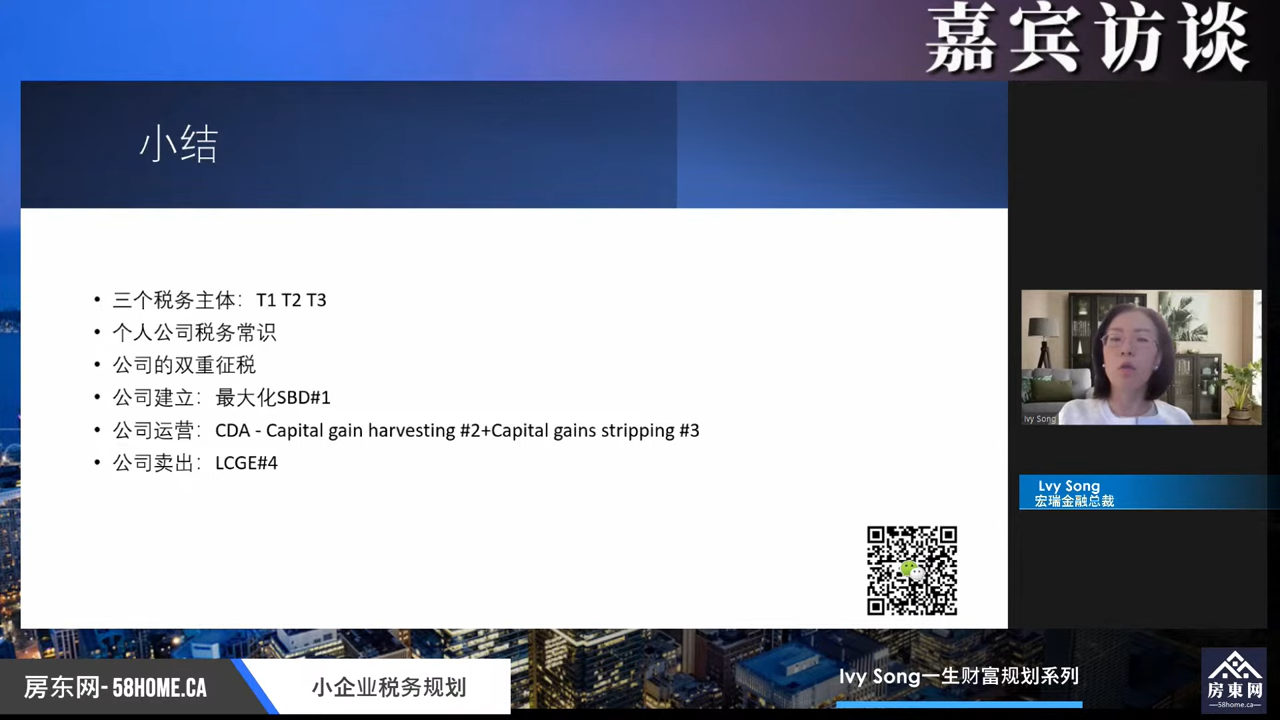 嘉宾访谈
小结
• 三个税务主体：T1 T2 T3
• 个人公司税务常识
• 公司的双重征税
• 公司建立：最大化SBD#1
• 公司运营：CDA - Capital gain harvesting #2+Capital gains stripping #3
• 公司卖出：LCGE#4
Ivy Song
Lvy Song
宏瑞金融总裁
房东网- 58HOME.CA
小企业税务规划
Ivy Song一生财富规划系列
房東网
—58home.ca—